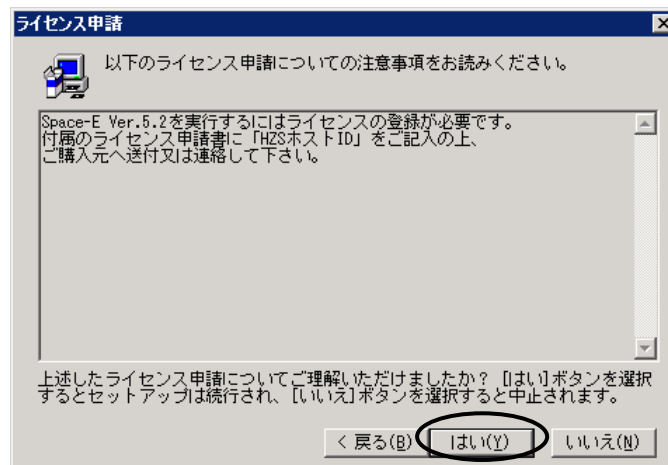 ライセンス申請
以下のライセンス申請についての注意事項をお読みください。
Space-E Ver.5.2を実行するにはライセンスの登録が必要です。
付属のライセンス申請書に「HZSホストID」をご記入の上、
ご購入元へ送付又は連絡して下さい。
上述したライセンス申請についてご理解いただけましたか？ [はい]ボタンを選択
するとセットアップは続行され、[いいえ]ボタンを選択すると中止されます。
< 戻る(B) はい(Y) いいえ(N)